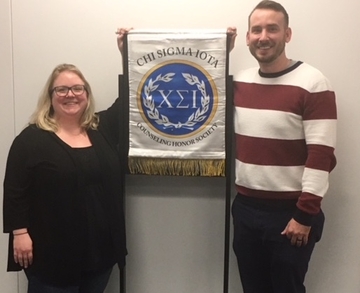 CHI SIGMA IOTA
ΧΣΙ
COUNSELING HONOR SOCIETY